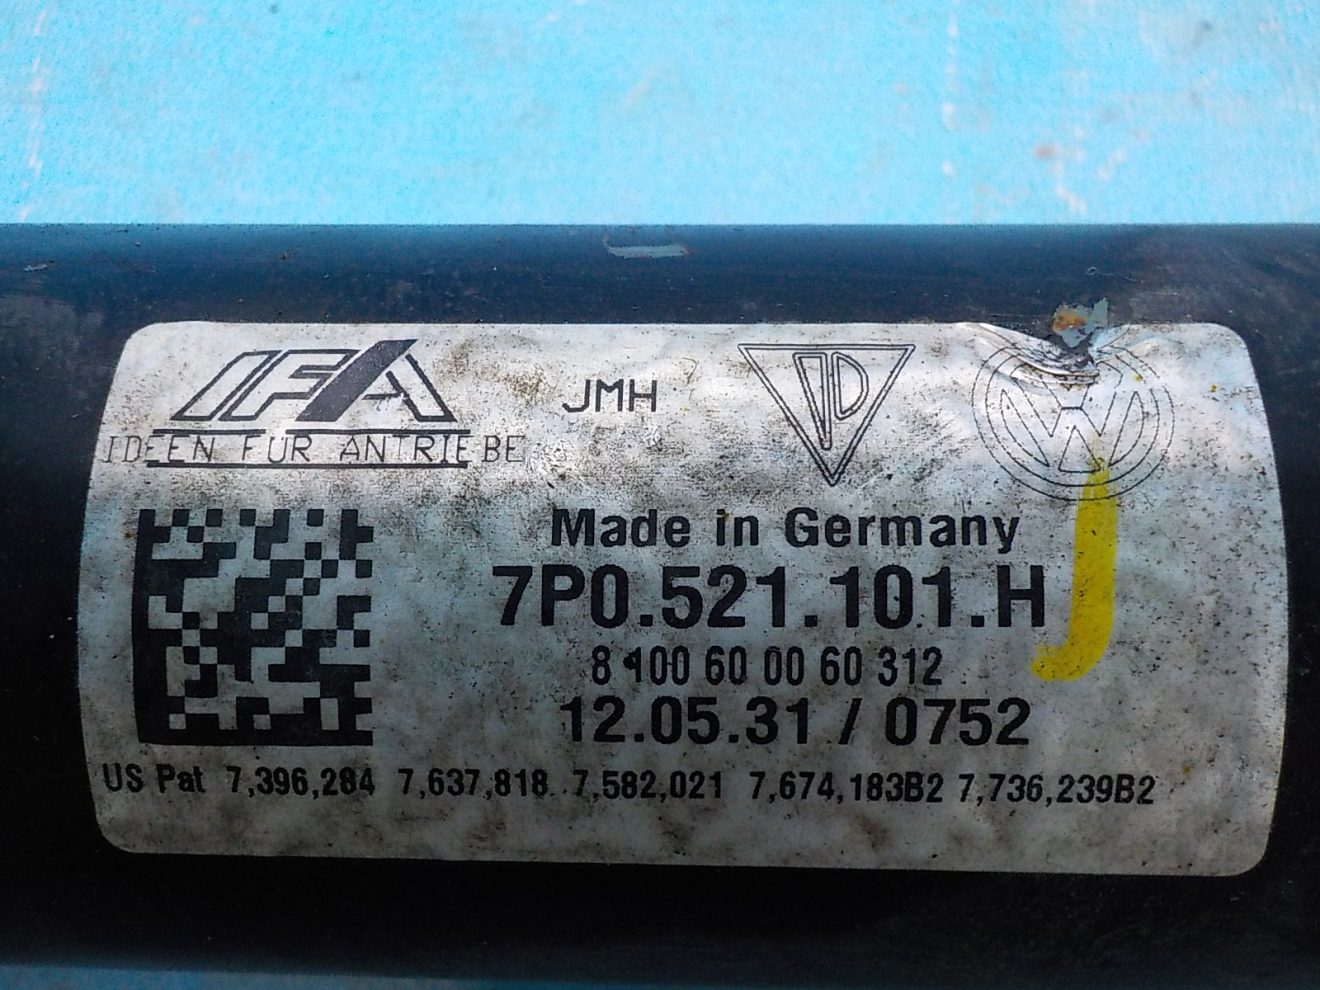 IFA
IDEEN FÜR ANTRIEBE
JMH
Made in Germany
7P0.521.101.H
8 100 60 00 60 312
12.05.31 / 0752
US Pat 7,396,284 7,637,818 7,582,021 7,674,183B2 7,736,239B2